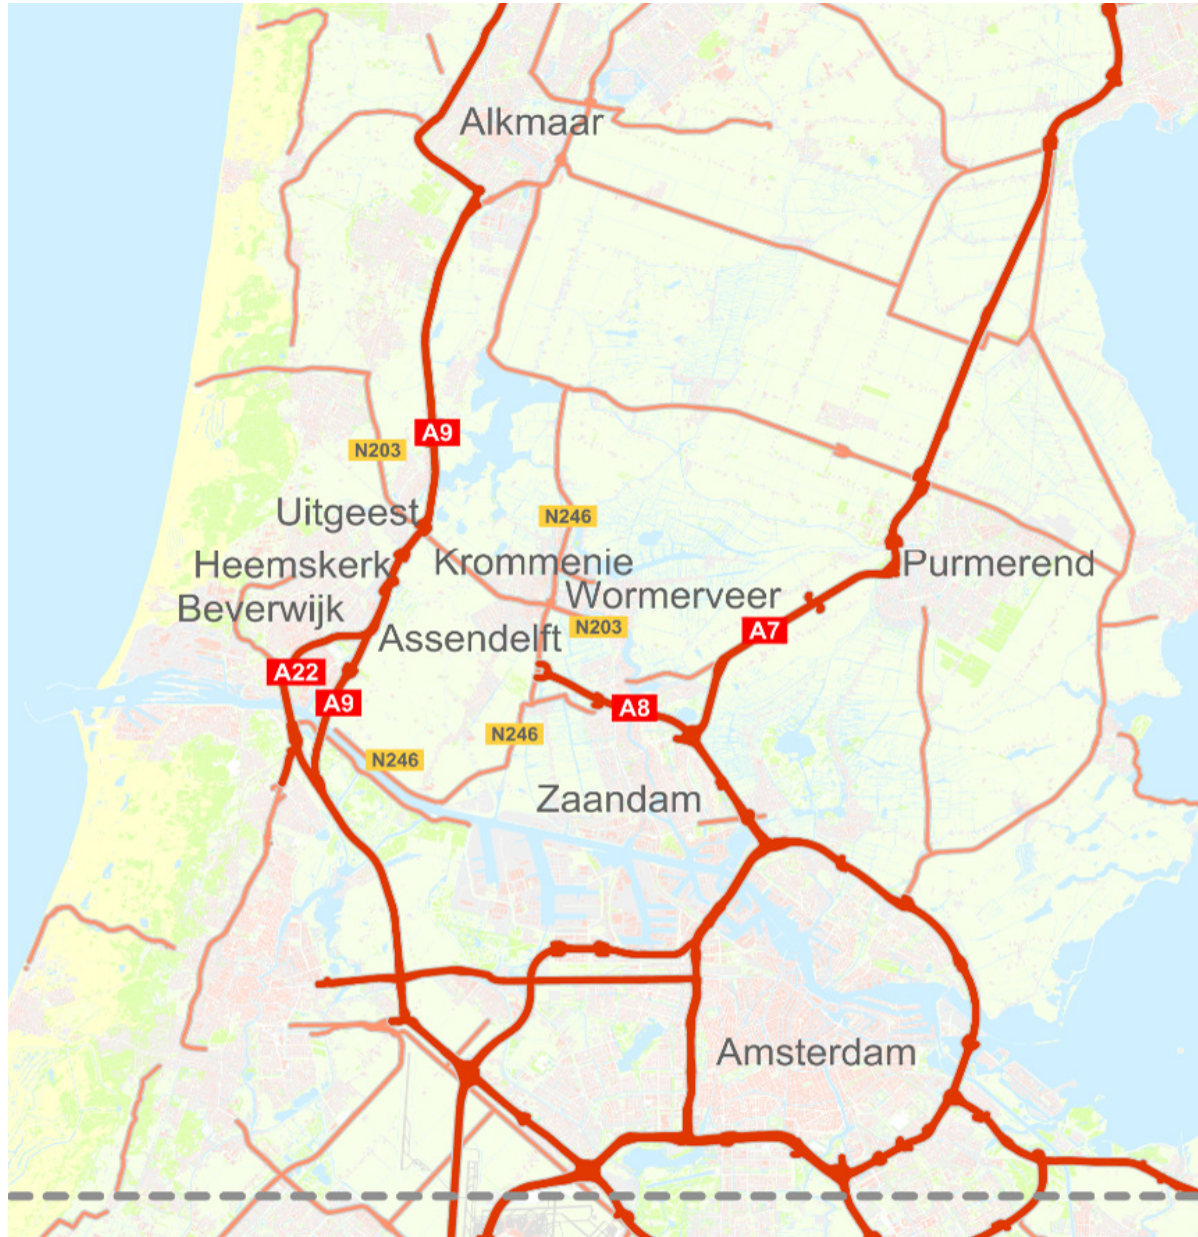 Alkmaar
A9
N203
Uitgeest
N246
Heemskerk
Krommenie
Purmerend
Beverwijk
Wormerveer
N203
A7
Assendelft
A22
A9
A8
N246
N246
Zaandam
Amsterdam